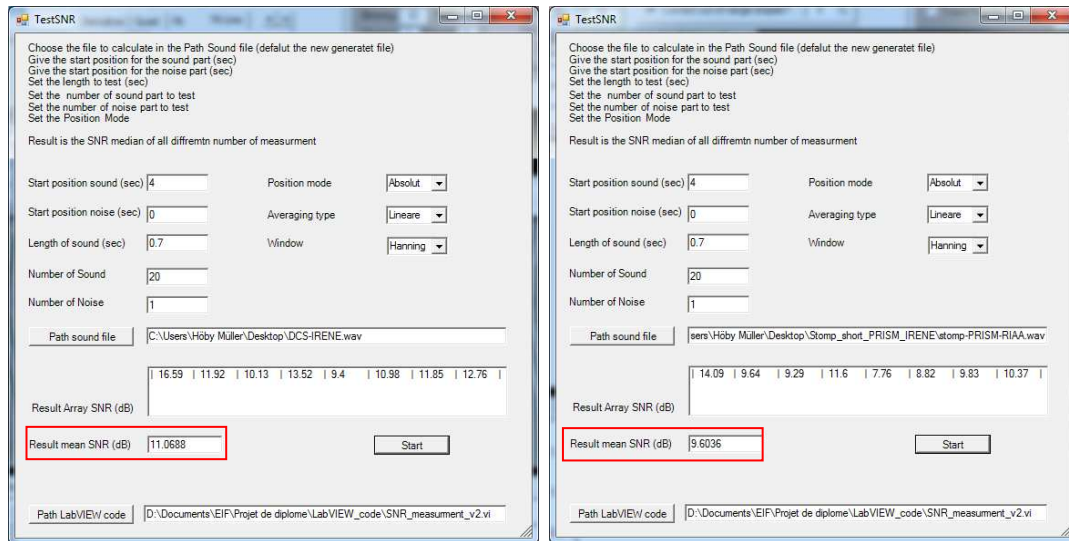 TestSNR
Choose the file to calculate in the Path Sound file (defalut the new generatet file)
Give the start position for the sound part (sec)
Give the start position for the noise part (sec)
Set the length to test (sec)
Set the number of sound part to test
Set the number of noise part to test
Set the Position Mode
Result is the SNR median of all diffremtn number of measurment
Start position sound (sec) 4 Position mode Absolut
Start position noise (sec) 0 Averaging type Lineare
Length of sound (sec) 0.7 Window Hanning
Number of Sound 20
Number of Noise 1
Path sound file C:\Users\Höby Müller\Desktop\DCS-IRENE.wav
| 16.59 | 11.92 | 10.13 | 13.52 | 9.4 | 10.98 | 11.85 | 12.76 |
Result Array SNR (dB)
Result mean SNR (dB) 11.0688 Start
Path LabVIEW code D:\Documents\EIF\Projet de diplome\LabVIEW_code\SNR_measurment_v2.vi
TestSNR
Choose the file to calculate in the Path Sound file (defalut the new generatet file)
Give the start position for the sound part (sec)
Give the start position for the noise part (sec)
Set the length to test (sec)
Set the number of sound part to test
Set the number of noise part to test
Set the Position Mode
Result is the SNR median of all diffremtn number of measurment
Start position sound (sec) 4 Position mode Absolut
Start position noise (sec) 0 Averaging type Lineare
Length of sound (sec) 0.7 Window Hanning
Number of Sound 20
Number of Noise 1
Path sound file sers\Höby Müller\Desktop\Stomp_short_PRISM_IRENE\stomp-PRISM-RIAA.wav
| 14.09 | 9.64 | 9.29 | 11.6 | 7.76 | 8.82 | 9.83 | 10.37 |
Result Array SNR (dB)
Result mean SNR (dB) 9.6036 Start
Path LabVIEW code D:\Documents\EIF\Projet de diplome\LabVIEW_code\SNR_measurment_v2.vi